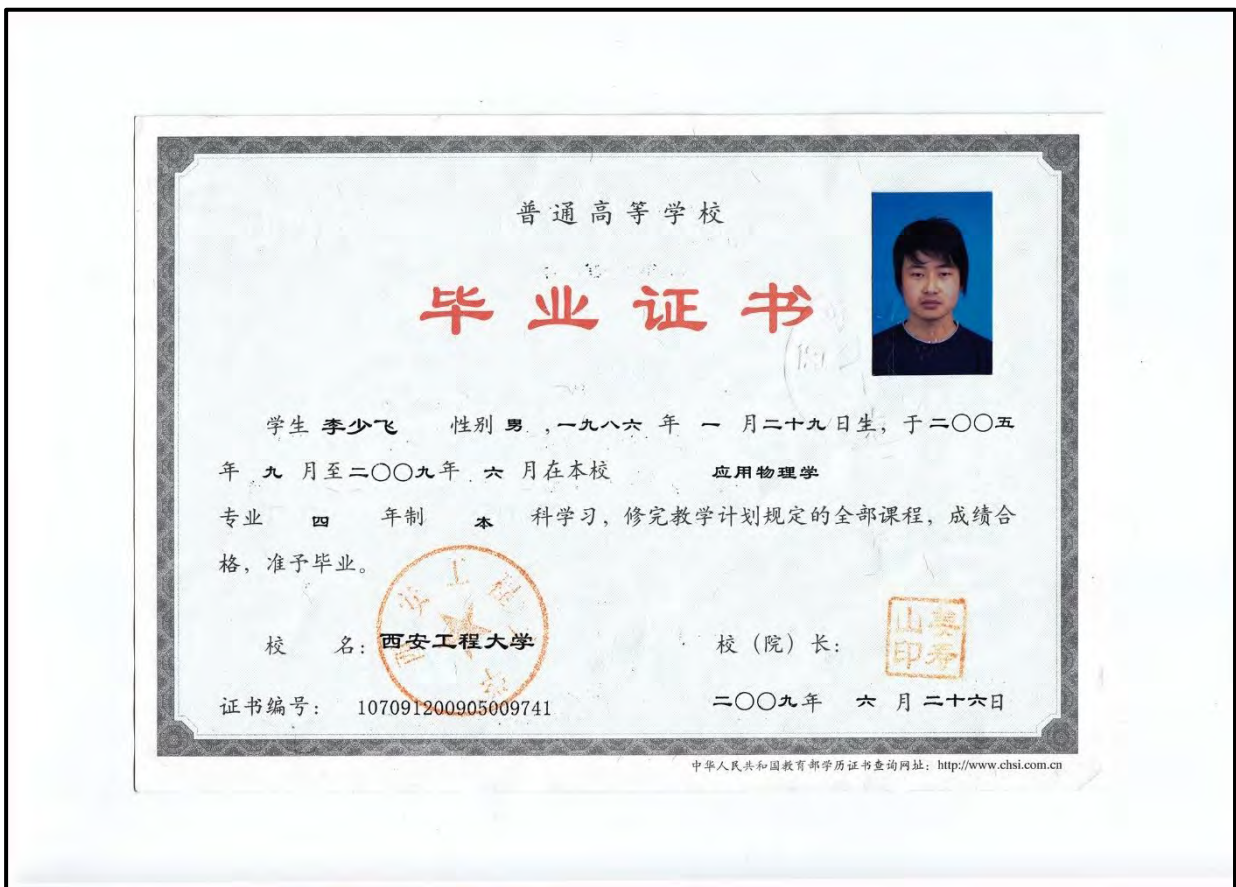 普通高等学校
毕业证书
学生 李少飞 性别 男 ,一九八六 年 一 月二十九日生, 于二〇〇五
年 九 月至二〇〇九年 六 月在本校 应用物理学
专业 四 年制 本 科学习, 修完教学计划规定的全部课程, 成绩合
格, 准予毕业。
西安工程大学
校 名: 西安工程大学 校(院)长:
证书编号: 107091200905009741 二〇〇九年 六 月 二十六日
中华人民共和国教育部学历证书查询网址: http://www.chsi.com.cn